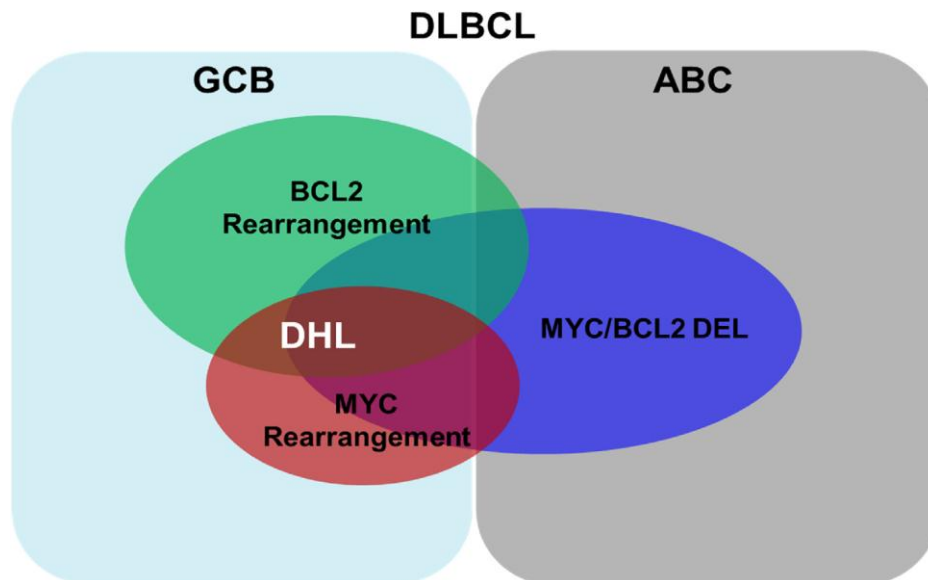 DLBCL
GCB
ABC
BCL2
Rearrangement
MYC/BCL2 DEL
DHL
MYC
Rearrangement